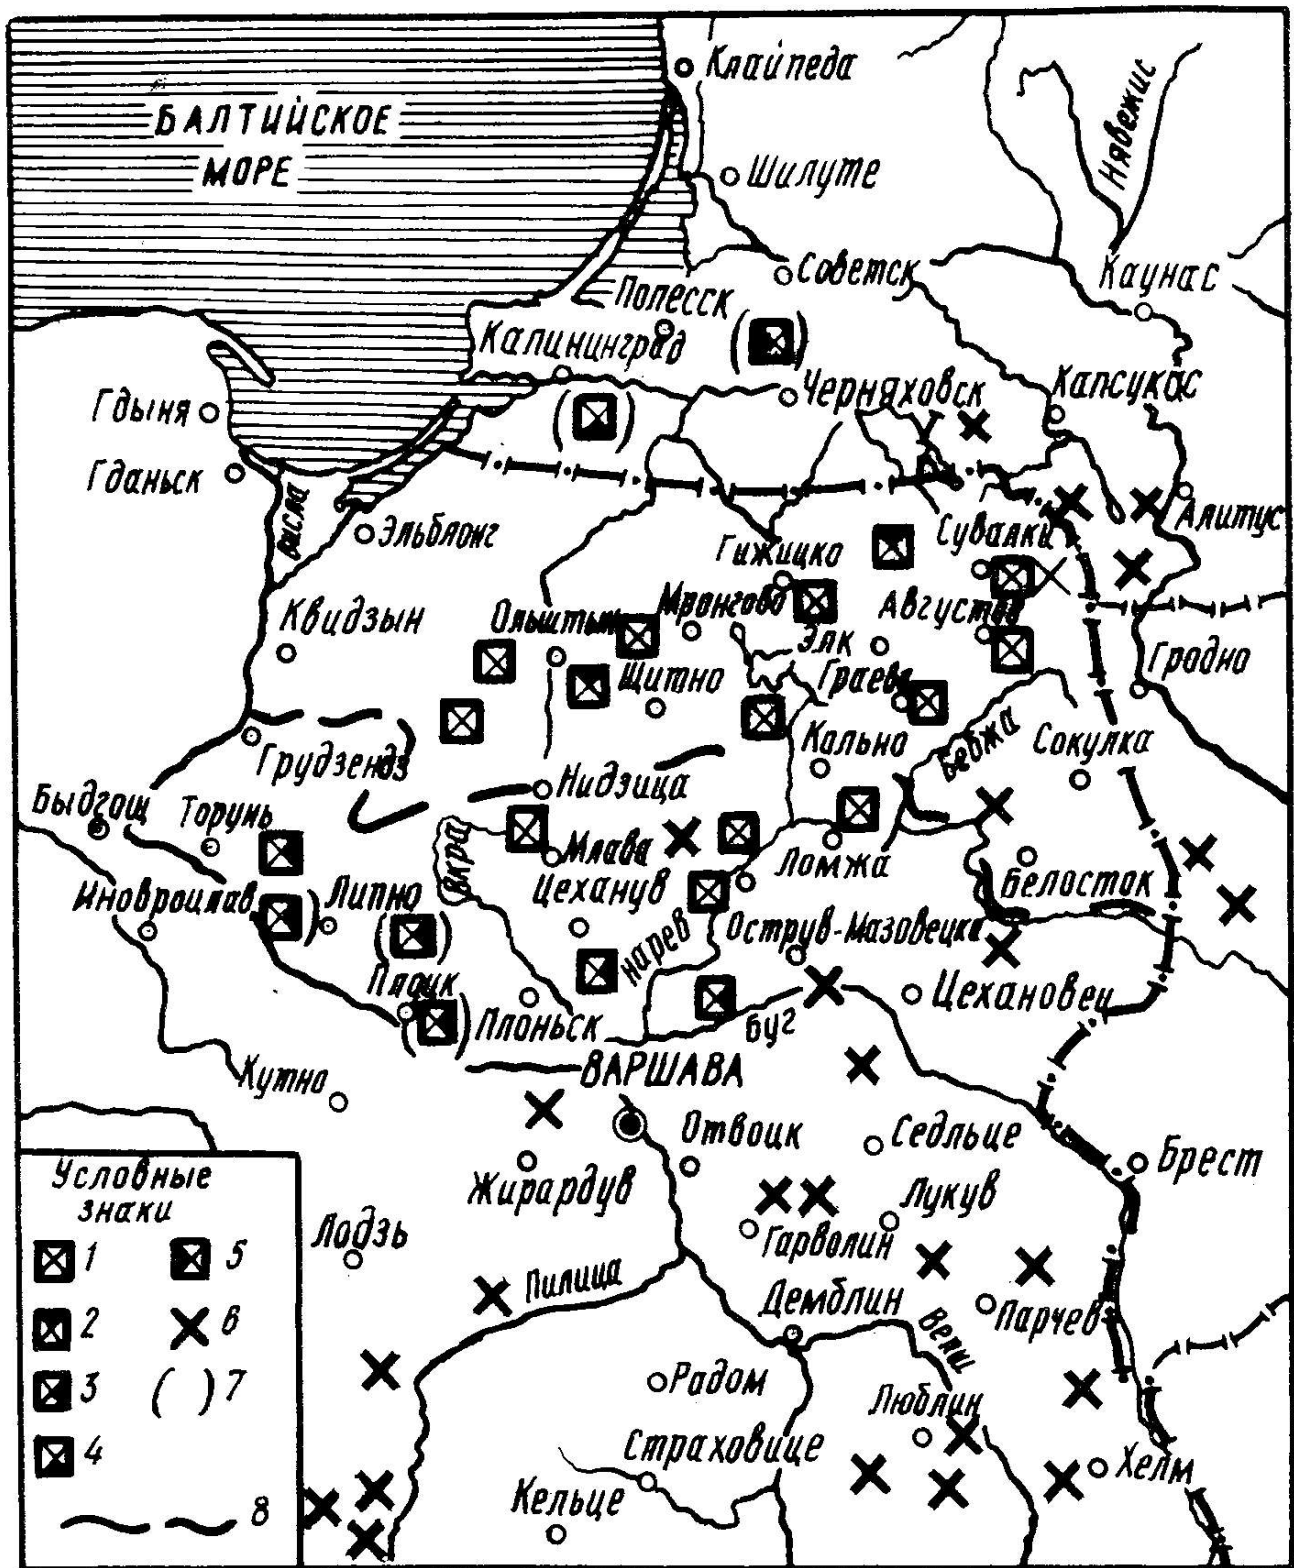 Клайпеда
БАЛТИЙСКОЕ
МОРЕ
Нявежис
Шилуте
Советск
Каунас
Полесск
Калининград
Черняховск
Капсукас
Гдыня
Гданьск
Висла
Эльблонг
Сувалки
Алитус
Гижицко
Мронгово
Августов
Квидзын
Ольштын
Элк
Гродно
Щитно
Граево
Бебжа
Кольно
Сокулка
Грудзендз
Нидзица
Быдгощ
Торунь
Вкра
Млава
Ломжа
Белосток
Иновроцлав
Липно
Цеханув
Нарев
Острув-Мазовецка
Плоцк
Цехановец
Плоньск
Буг
ВАРШАВА
Кутно
Отвоцк
Седльце
Брест
Жирардув
Лукув
Условные
знаки
Лодзь
Гарволин
1 5
Пилица
Демблин
Парчев
2 6
Вепш
3 ( ) 7
Радом
Люблин
4
Страховице
Хелм
Кельце
8